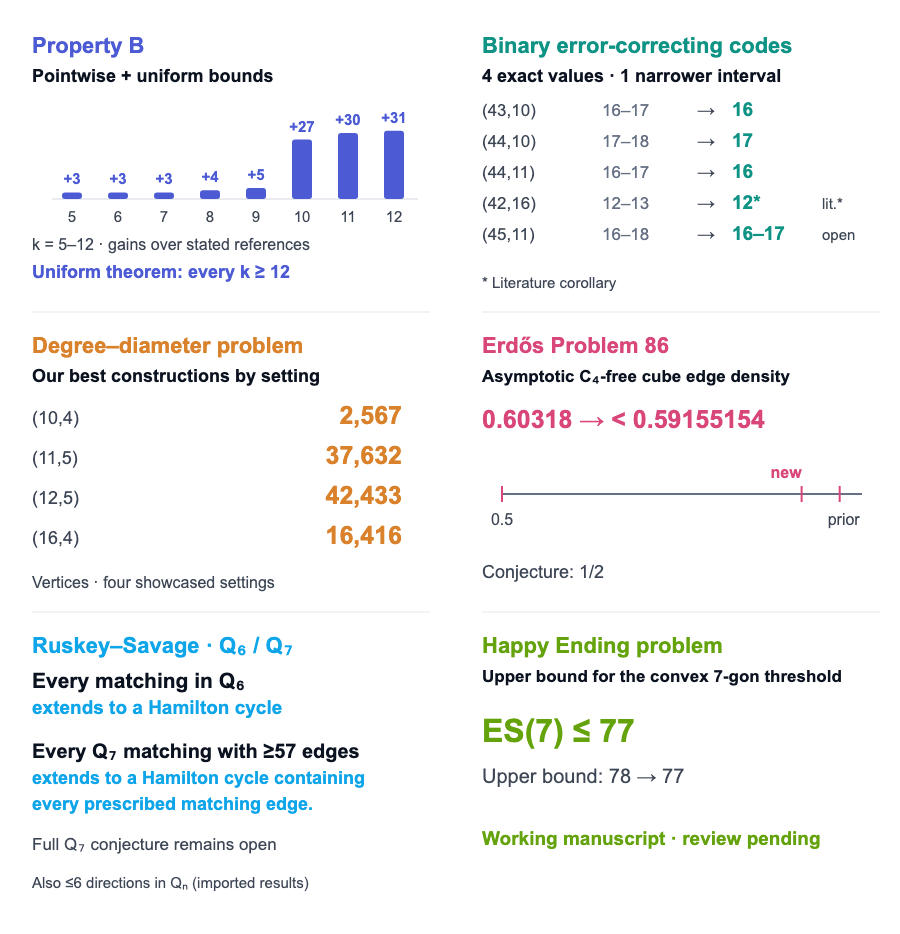 Property B
Pointwise + uniform bounds
+3 +3 +3 +4 +5 +27 +30 +31
5 6 7 8 9 10 11 12
k = 5–12 · gains over stated references
Uniform theorem: every k ≥ 12
Binary error-correcting codes
4 exact values · 1 narrower interval
(43,10) 16–17 → 16
(44,10) 17–18 → 17
(44,11) 16–17 → 16
(42,16) 12–13 → 12* lit.*
(45,11) 16–18 → 16–17 open
* Literature corollary
Degree–diameter problem
Our best constructions by setting
(10,4) 2,567
(11,5) 37,632
(12,5) 42,433
(16,4) 16,416
Vertices · four showcased settings
Erdős Problem 86
Asymptotic C₄-free cube edge density
0.60318 → < 0.59155154
new
0.5 prior
Conjecture: 1/2
Ruskey–Savage · Q₆ / Q₇
Every matching in Q₆
extends to a Hamilton cycle
Every Q₇ matching with ≥57 edges
extends to a Hamilton cycle containing
every prescribed matching edge.
Full Q₇ conjecture remains open
Also ≤6 directions in Qₙ (imported results)
Happy Ending problem
Upper bound for the convex 7-gon threshold
ES(7) ≤ 77
Upper bound: 78 → 77
Working manuscript · review pending